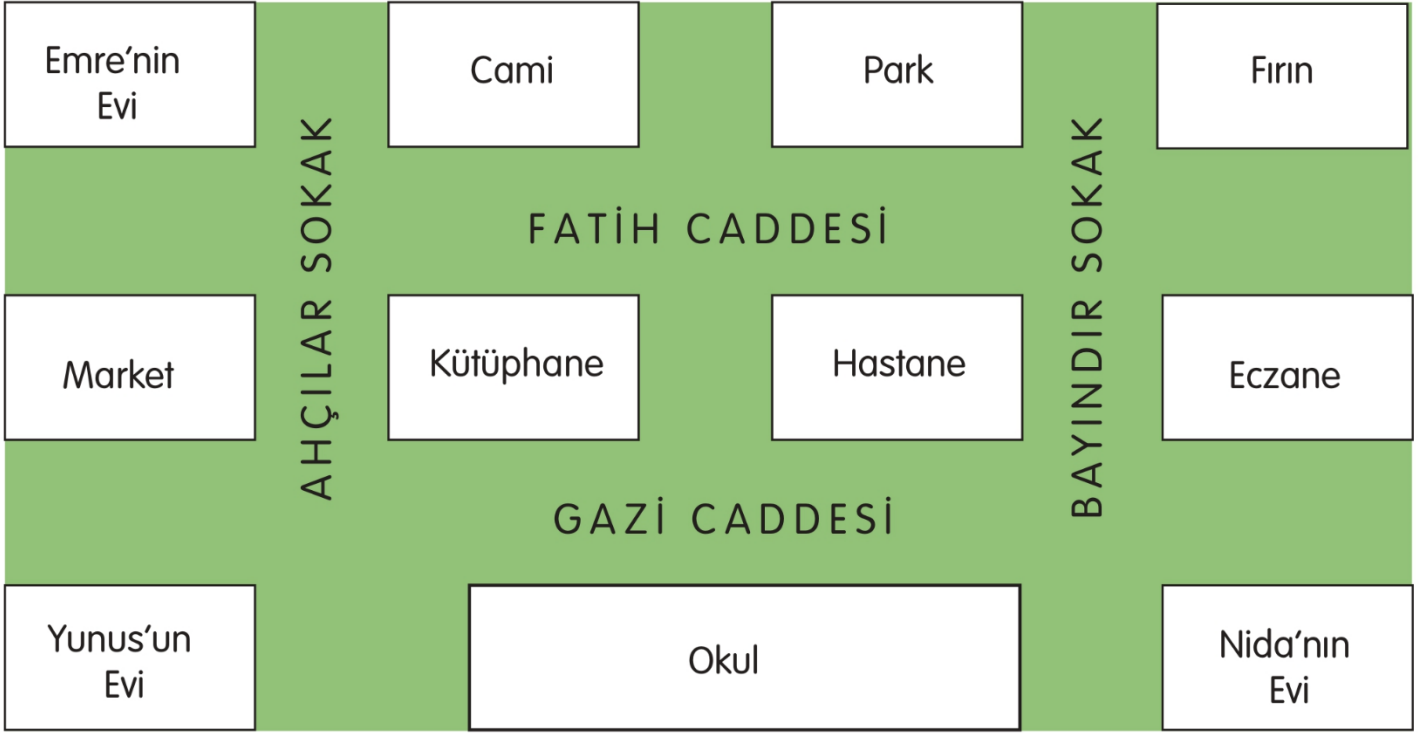 Emre’nin
Evi
Cami
Park
Fırın
FATİH CADDESİ
AHÇILAR SOKAK
BAYINDIR SOKAK
Market
Kütüphane
Hastane
Eczane
GAZİ CADDESİ
Yunus’un
Evi
Okul
Nida’nın
Evi